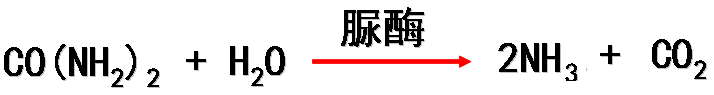 脲酶
CO(NH₂)₂ + H₂O → 2NH₃ + CO₂